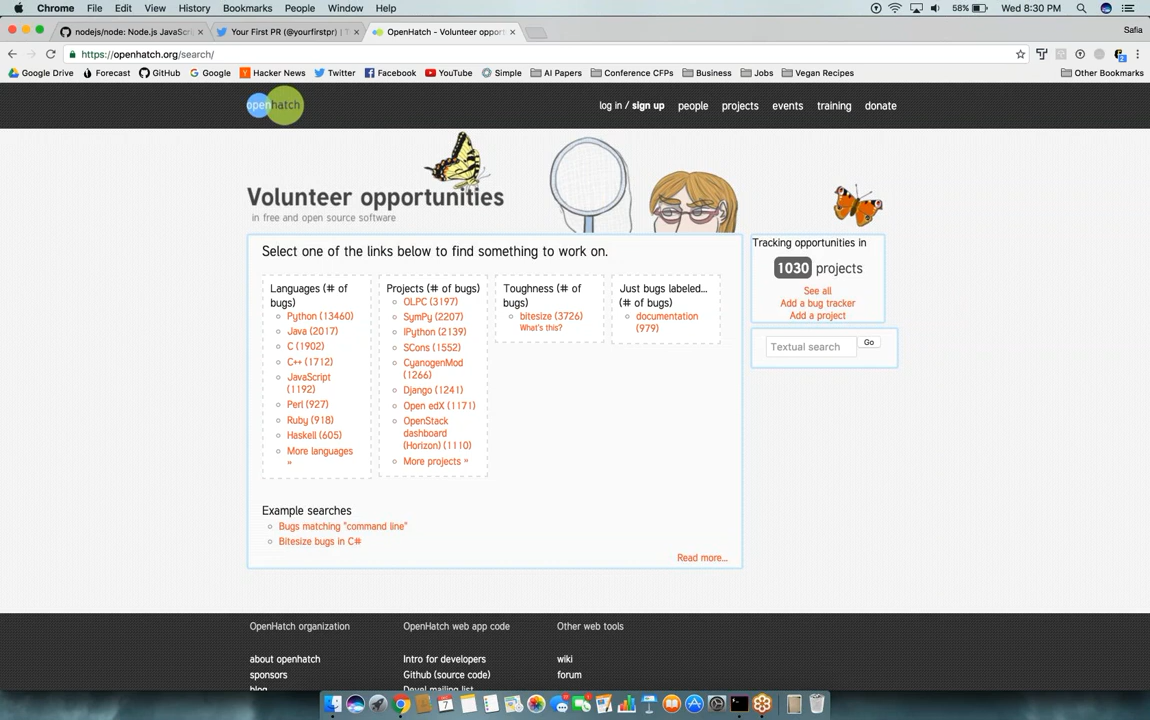 Chrome File Edit View History Bookmarks People Window Help 58% Wed 8:30 PM
nodejs/node: Node.js JavaScri Your First PR (@yourfirstpr) | T OpenHatch - Volunteer opport Safia
https://openhatch.org/search/
Google Drive Forecast GitHub Google Hacker News Twitter Facebook YouTube Simple AI Papers Conference CFPs Business Jobs Vegan Recipes Other Bookmarks
openhatch
log in / sign up people projects events training donate
Volunteer opportunities
in free and open source software
Select one of the links below to find something to work on.
Languages (# of
bugs)
Python (13460)
Java (2017)
C (1902)
C++ (1712)
JavaScript
(1192)
Perl (927)
Ruby (918)
Haskell (605)
More languages
»
Projects (# of bugs)
OLPC (3197)
SymPy (2207)
IPython (2139)
SCons (1552)
CyanogenMod
(1266)
Django (1241)
Open edX (1171)
OpenStack
dashboard
(Horizon) (1110)
More projects »
Toughness (# of
bugs)
bitesize (3726)
What's this?
Just bugs labeled...
(# of bugs)
documentation
(979)
Example searches
Bugs matching "command line"
Bitesize bugs in C#
Read more...
Tracking opportunities in
1030 projects
See all
Add a bug tracker
Add a project
Textual search Go
OpenHatch organization
about openhatch
sponsors
blog
OpenHatch web app code
Intro for developers
Github (source code)
Devel mailing list
Other web tools
wiki
forum